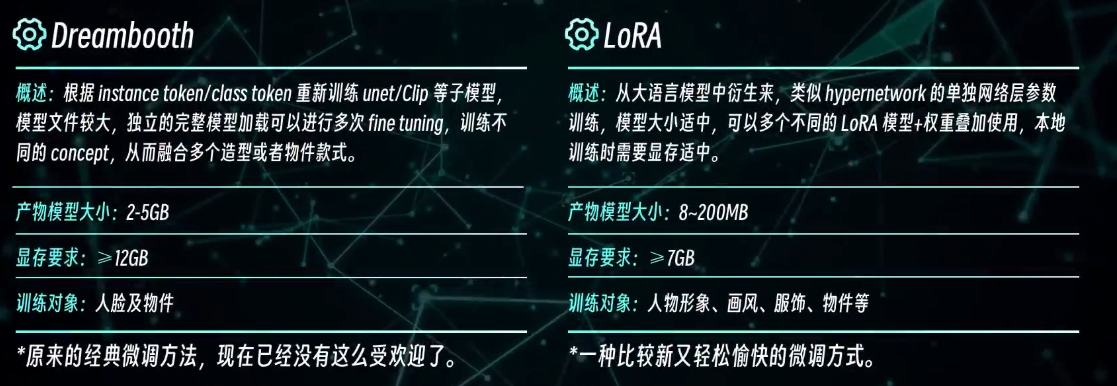 Dreambooth
概述：根据 instance token/class token 重新训练 unet/Clip 等子模型，
模型文件较大，独立的完整模型加载可以进行多次 fine tuning，训练不
同的 concept，从而融合多个造型或者物件款式。
产物模型大小：2-5GB
显存要求：≥12GB
训练对象：人脸及物件
*原来的经典微调方法，现在已经没有这么受欢迎了。
LoRA
概述：从大语言模型中衍生来，类似 hypernetwork 的单独网络层参数
训练，模型大小适中，可以多个不同的 LoRA 模型+权重叠加使用，本地
训练时需要显存适中。
产物模型大小：8~200MB
显存要求：≥7GB
训练对象：人物形象、画风、服饰、物件等
*一种比较新又轻松愉快的微调方式。